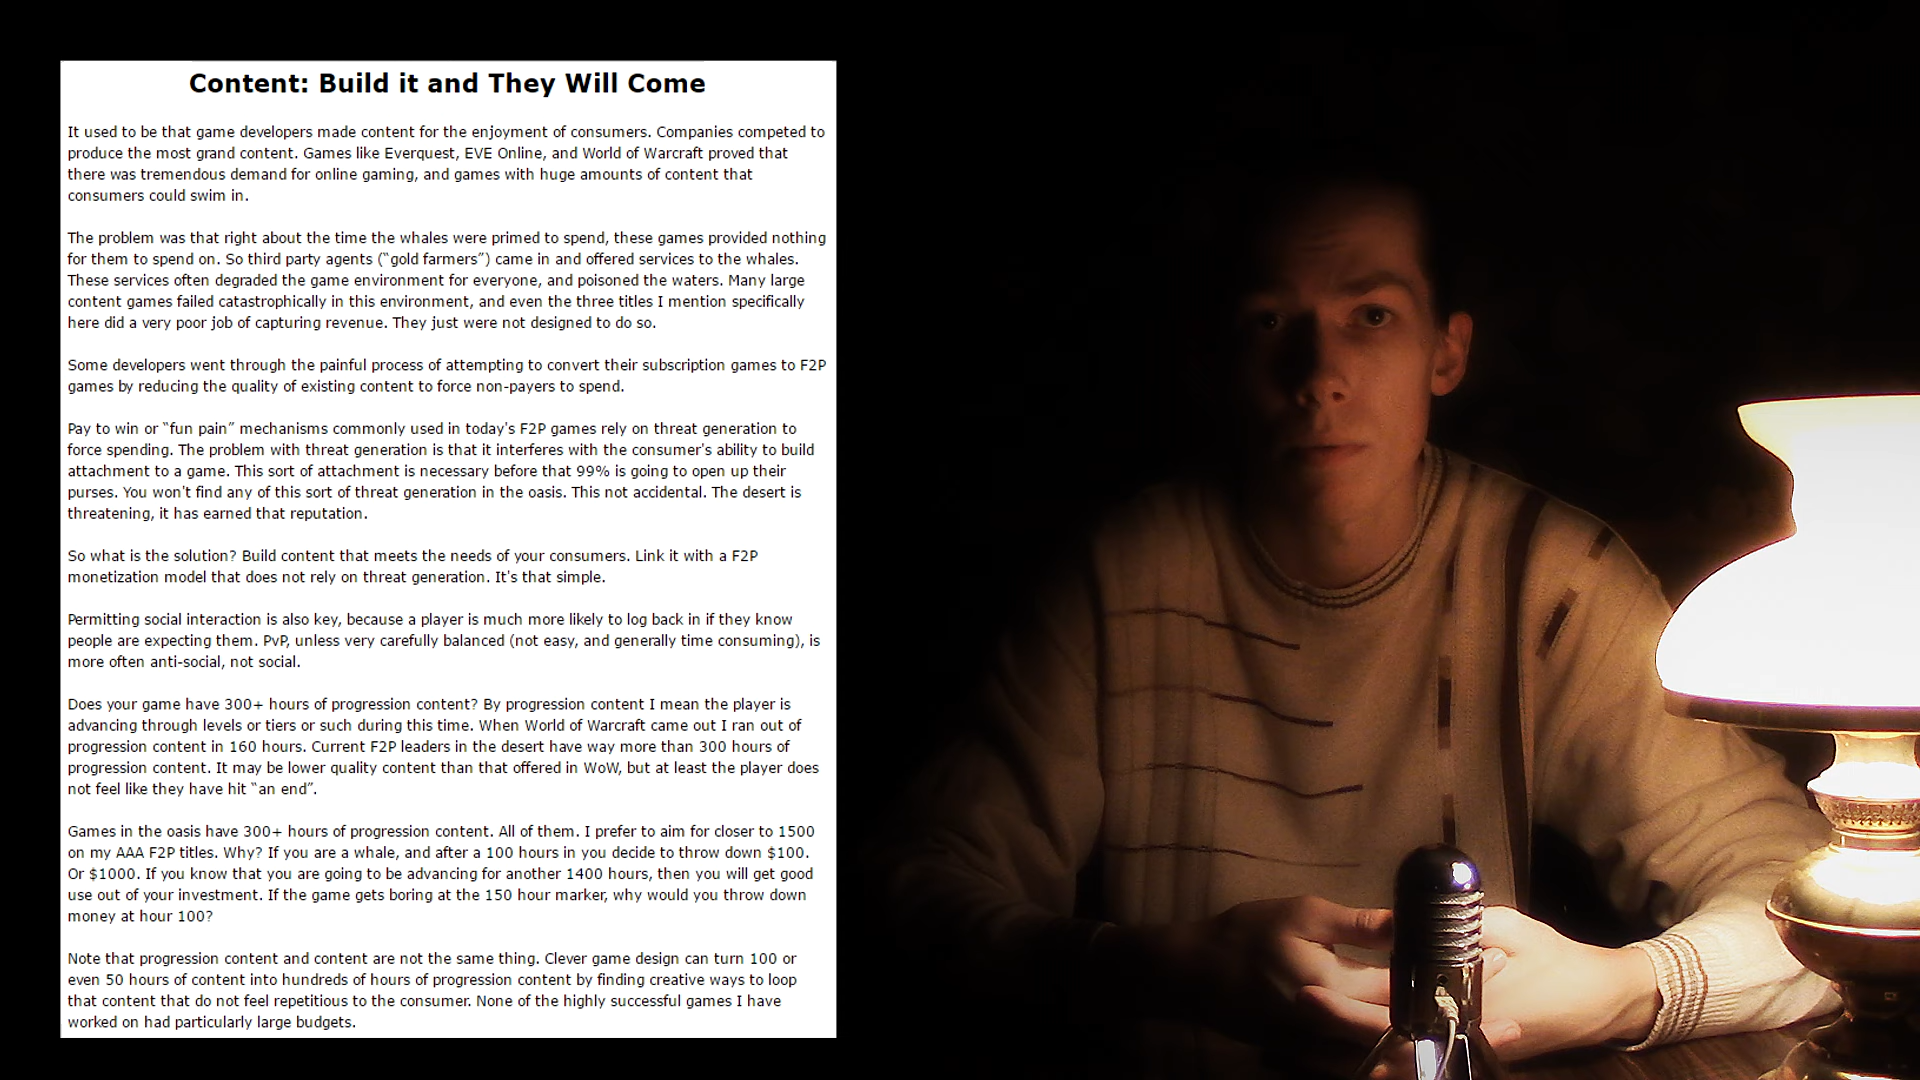 Content: Build it and They Will Come
It used to be that game developers made content for the enjoyment of consumers. Companies competed to
produce the most grand content. Games like Everquest, EVE Online, and World of Warcraft proved that
there was tremendous demand for online gaming, and games with huge amounts of content that
consumers could swim in.
The problem was that right about the time the whales were primed to spend, these games provided nothing
for them to spend on. So third party agents (“gold farmers”) came in and offered services to the whales.
These services often degraded the game environment for everyone, and poisoned the waters. Many large
content games failed catastrophically in this environment, and even the three titles I mention specifically
here did a very poor job of capturing revenue. They just were not designed to do so.
Some developers went through the painful process of attempting to convert their subscription games to F2P
games by reducing the quality of existing content to force non-payers to spend.
Pay to win or “fun pain” mechanisms commonly used in today's F2P games rely on threat generation to
force spending. The problem with threat generation is that it interferes with the consumer's ability to build
attachment to a game. This sort of attachment is necessary before that 99% is going to open up their
purses. You won't find any of this sort of threat generation in the oasis. This not accidental. The desert is
threatening, it has earned that reputation.
So what is the solution? Build content that meets the needs of your consumers. Link it with a F2P
monetization model that does not rely on threat generation. It's that simple.
Permitting social interaction is also key, because a player is much more likely to log back in if they know
people are expecting them. PvP, unless very carefully balanced (not easy, and generally time consuming), is
more often anti-social, not social.
Does your game have 300+ hours of progression content? By progression content I mean the player is
advancing through levels or tiers or such during this time. When World of Warcraft came out I ran out of
progression content in 160 hours. Current F2P leaders in the desert have way more than 300 hours of
progression content. It may be lower quality content than that offered in WoW, but at least the player does
not feel like they have hit “an end”.
Games in the oasis have 300+ hours of progression content. All of them. I prefer to aim for closer to 1500
on my AAA F2P titles. Why? If you are a whale, and after a 100 hours in you decide to throw down $100.
Or $1000. If you know that you are going to be advancing for another 1400 hours, then you will get good
use out of your investment. If the game gets boring at the 150 hour marker, why would you throw down
money at hour 100?
Note that progression content and content are not the same thing. Clever game design can turn 100 or
even 50 hours of content into hundreds of hours of progression content by finding creative ways to loop
that content that do not feel repetitious to the consumer. None of the highly successful games I have
worked on had particularly large budgets.